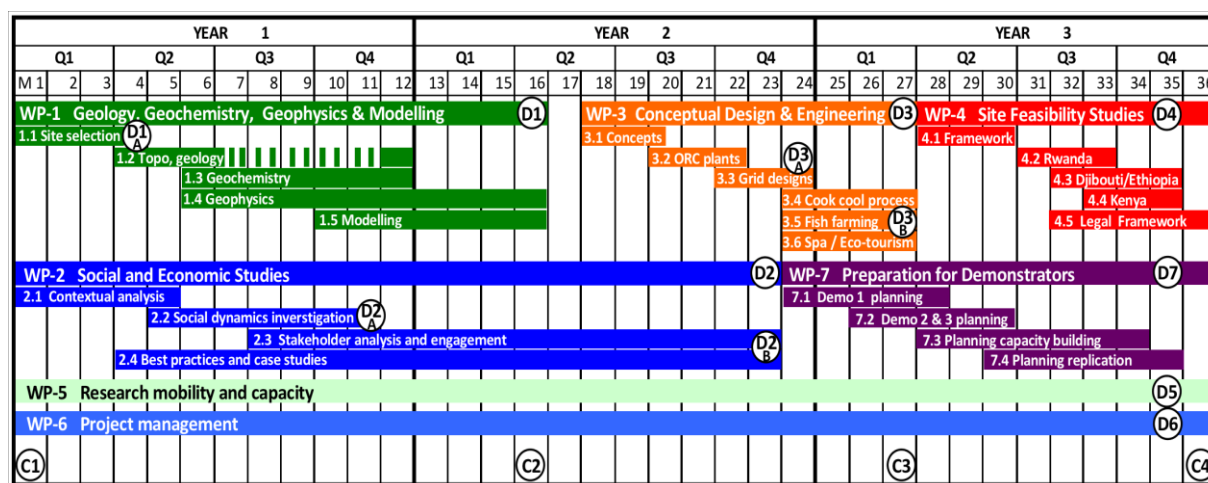 YEAR 1 YEAR 2 YEAR 3
Q1 Q2 Q3 Q4 Q1 Q2 Q3 Q4 Q1 Q2 Q3 Q4
M 1 2 3 4 5 6 7 8 9 10 11 12 13 14 15 16 17 18 19 20 21 22 23 24 25 26 27 28 29 30 31 32 33 34 35 36
WP-1 Geology, Geochemistry, Geophysics & Modelling D1 WP-3 Conceptual Design & Engineering D3 WP-4 Site Feasibility Studies D4
1.1 Site selection D1 A 3.1 Concepts 4.1 Framework
1.2 Topo, geology 3.2 ORC plants D3 A 4.2 Rwanda
1.3 Geochemistry 3.3 Grid designs 4.3 Djibouti/Ethiopia
1.4 Geophysics 3.4 Cook cool process 4.4 Kenya
1.5 Modelling 3.5 Fish farming D3 B 4.5 Legal Framework
3.6 Spa / Eco-tourism
WP-2 Social and Economic Studies D2 WP-7 Preparation for Demonstrators D7
2.1 Contextual analysis 7.1 Demo 1 planning
2.2 Social dynamics inverstigation D2 A 7.2 Demo 2 & 3 planning
2.3 Stakeholder analysis and engagement D2 B 7.3 Planning capacity building
2.4 Best practices and case studies 7.4 Planning replication
WP-5 Research mobility and capacity D5
WP-6 Project management D6
C1 C2 C3 C4